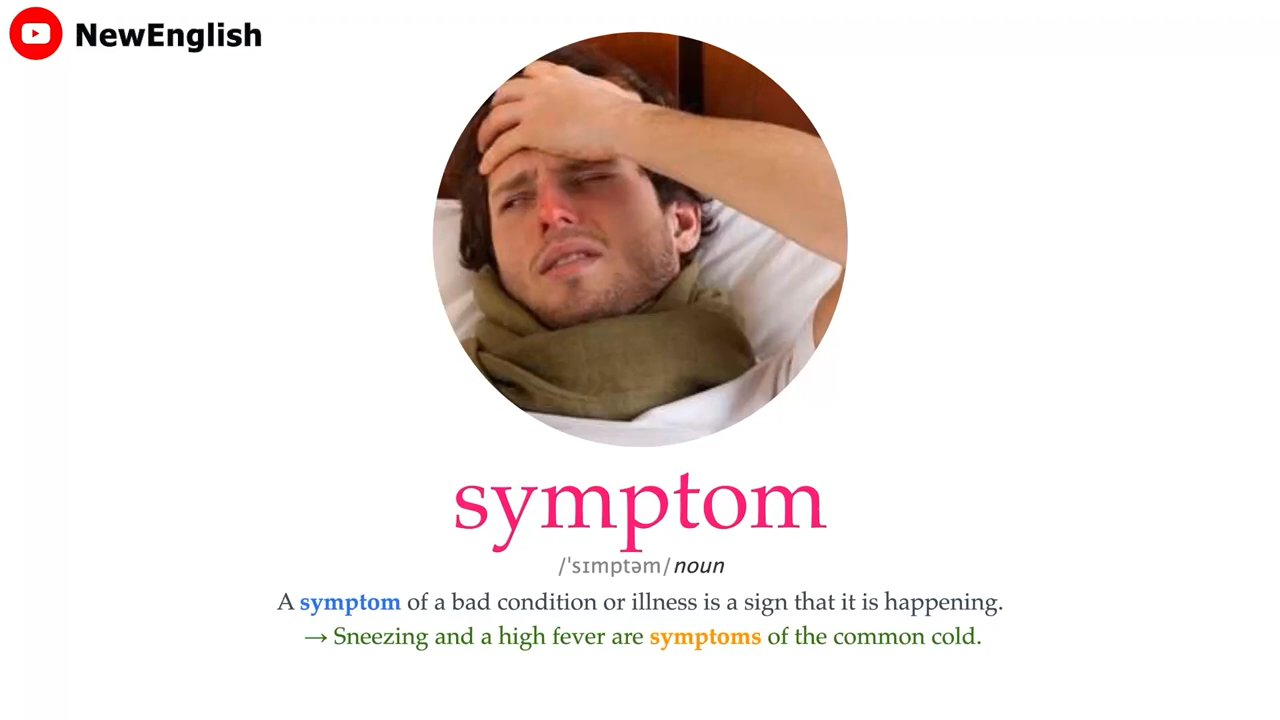 NewEnglish
symptom
/ˈsɪmptəm/noun
A symptom of a bad condition or illness is a sign that it is happening.
→ Sneezing and a high fever are symptoms of the common cold.